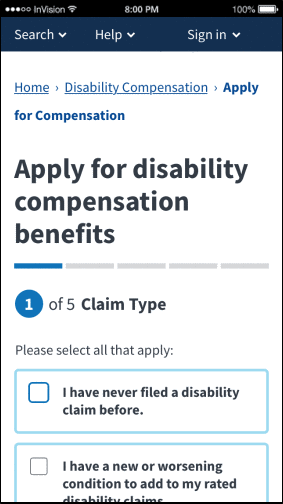 InVision 8:00 PM 100%
Search Help Sign in
Home › Disability Compensation › Apply
for Compensation
Apply for disability
compensation
benefits
1 of 5 Claim Type
Please select all that apply:
I have never filed a disability
claim before.
I have a new or worsening
condition to add to my rated
disability claims.